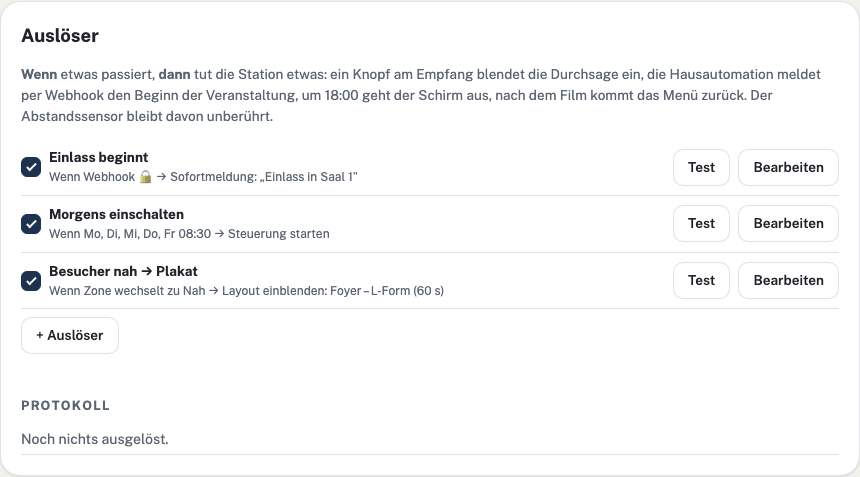 Auslöser
Wenn etwas passiert, dann tut die Station etwas: ein Knopf am Empfang blendet die Durchsage ein, die Hausautomation meldet
per Webhook den Beginn der Veranstaltung, um 18:00 geht der Schirm aus, nach dem Film kommt das Menü zurück. Der
Abstandssensor bleibt davon unberührt.
Einlass beginnt
Wenn Webhook 🔒 → Sofortmeldung: „Einlass in Saal 1"
Test Bearbeiten
Morgens einschalten
Wenn Mo, Di, Mi, Do, Fr 08:30 → Steuerung starten
Test Bearbeiten
Besucher nah → Plakat
Wenn Zone wechselt zu Nah → Layout einblenden: Foyer – L-Form (60 s)
Test Bearbeiten
+ Auslöser
PROTOKOLL
Noch nichts ausgelöst.